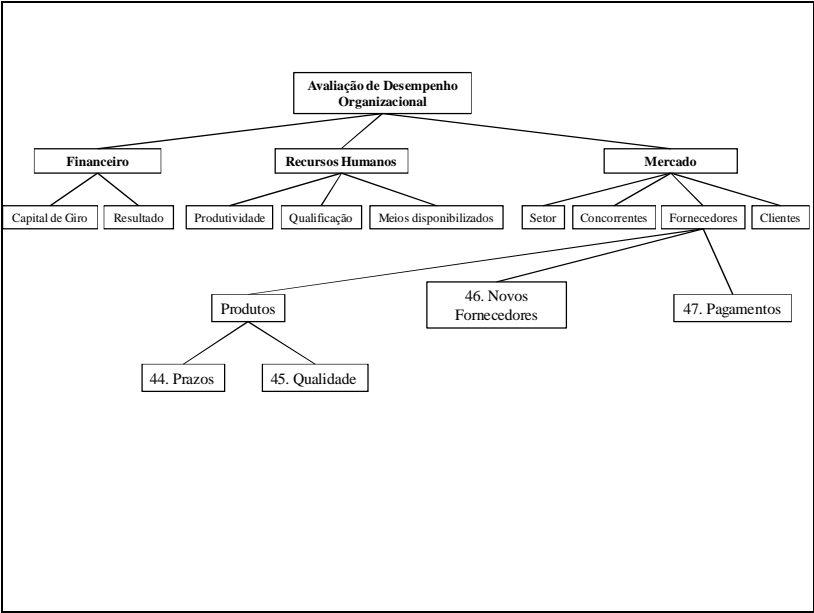 Avaliação de Desempenho
Organizacional
Financeiro
Recursos Humanos
Mercado
Capital de Giro
Resultado
Produtividade
Qualificação
Meios disponibilizados
Setor
Concorrentes
Fornecedores
Clientes
Produtos
46. Novos
Fornecedores
47. Pagamentos
44. Prazos
45. Qualidade